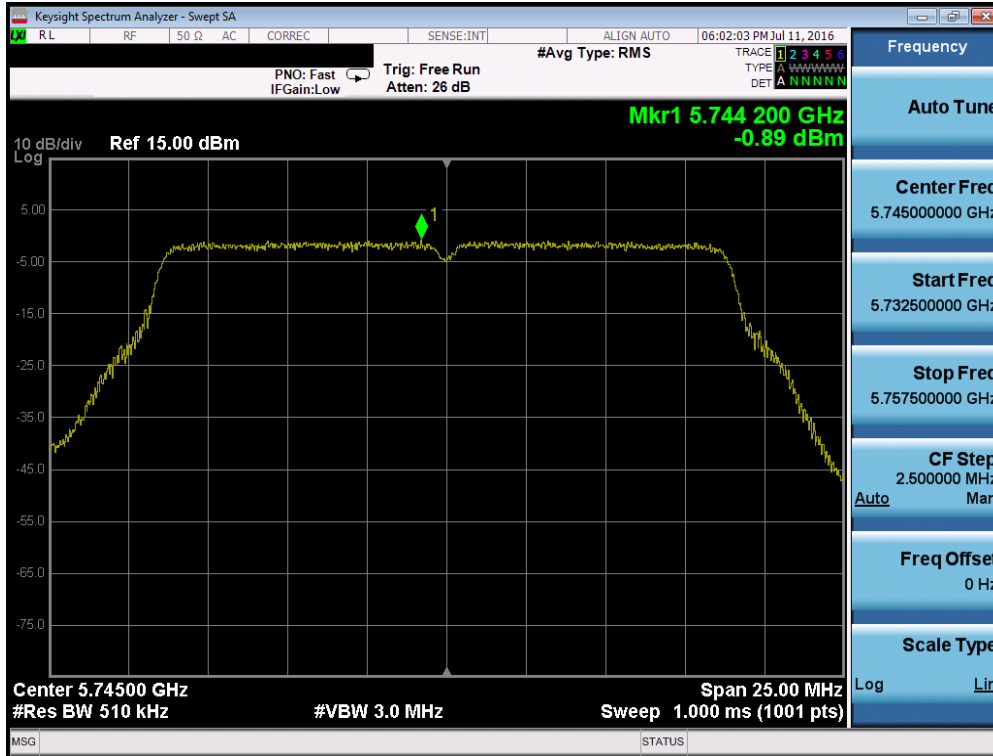 Keysight Spectrum Analyzer - Swept SA
LXI RL RF 50 Ω AC CORREC SENSE:INT ALIGN AUTO 06:02:03 PM Jul 11, 2016
#Avg Type: RMS
TRACE 1 2 3 4 5 6
TYPE A WWWWW
DET A N N N N N
PNO: Fast
IFGain:Low
Trig: Free Run
Atten: 26 dB
Mkr1 5.744 200 GHz
-0.89 dBm
10 dB/div
Log
Ref 15.00 dBm
1
5.00
-5.00
-15.0
-25.0
-35.0
-45.0
-55.0
-65.0
-75.0
Center 5.74500 GHz
Span 25.00 MHz
#Res BW 510 kHz
#VBW 3.0 MHz
Sweep 1.000 ms (1001 pts)
MSG
STATUS
Frequency
Auto Tune
Center Freq
5.745000000 GHz
Start Freq
5.732500000 GHz
Stop Freq
5.757500000 GHz
CF Step
2.500000 MHz
Auto Man
Freq Offset
0 Hz
Scale Type
Log Lin